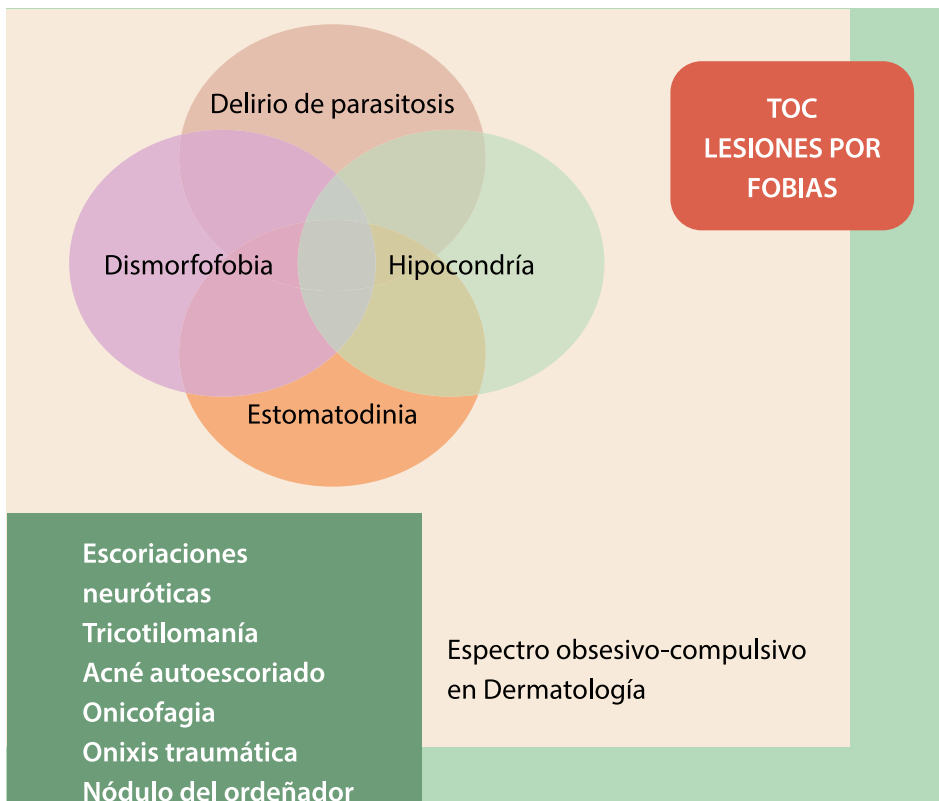 Delirio de parasitosis
TOC
LESIONES POR
FOBIAS
Dismorfofobia
Hipocondría
Estomatodinia
Escoriaciones
neuróticas
Tricotilomanía
Acné autoescoriado
Onicofagia
Onixis traumática
Nódulo del ordeñador
Espectro obsesivo-compulsivo
en Dermatología